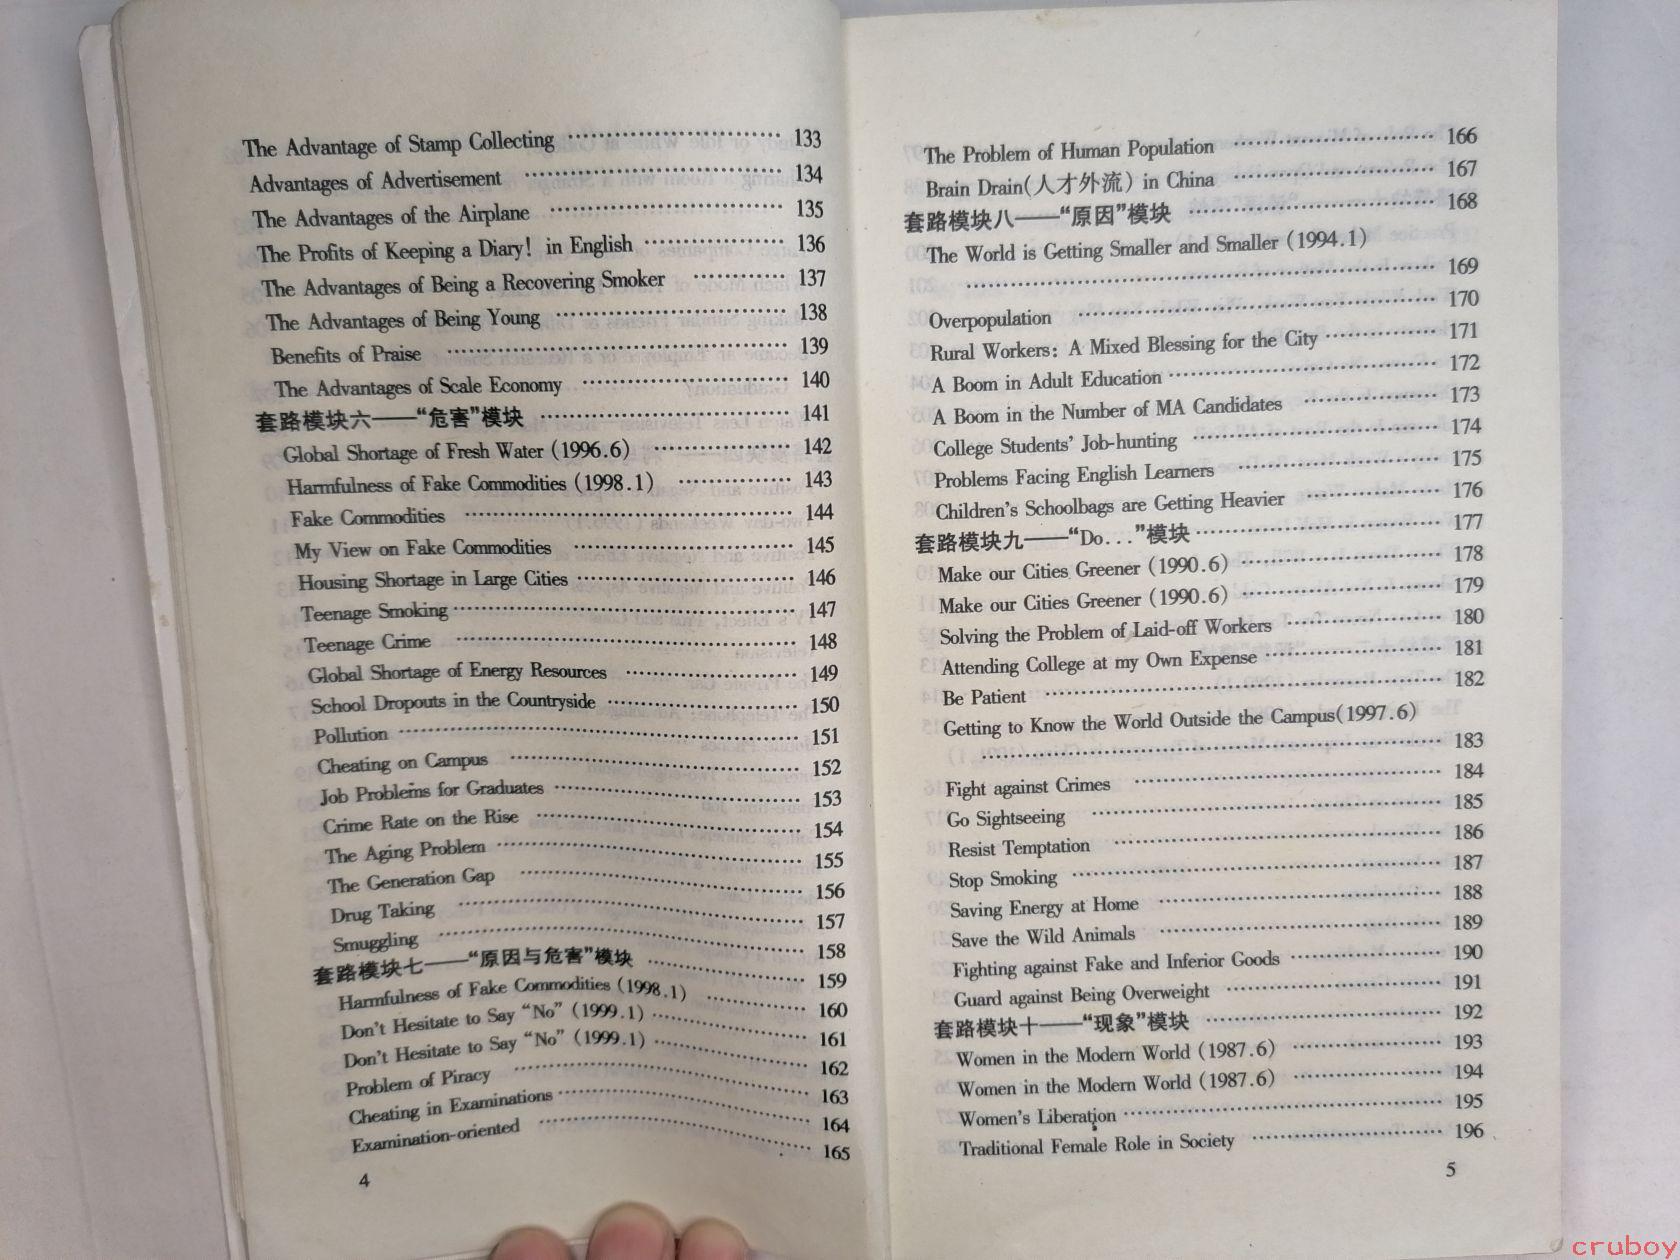 The Advantage of Stamp Collecting ……………………… 133
Advantages of Advertisement ……………………… 134
The Advantages of the Airplane ……………………… 135
The Profits of Keeping a Diary! in English ……………… 136
The Advantages of Being a Recovering Smoker ………… 137
The Advantages of Being Young ……………………… 138
Benefits of Praise ……………………… 139
The Advantages of Scale Economy ……………………… 140
套路模块六——“危害”模块 ……………………… 141
Global Shortage of Fresh Water (1996.6) ……………… 142
Harmfulness of Fake Commodities (1998.1) …………… 143
Fake Commodities ……………………… 144
My View on Fake Commodities ……………………… 145
Housing Shortage in Large Cities ……………………… 146
Teenage Smoking ……………………… 147
Teenage Crime ……………………… 148
Global Shortage of Energy Resources ……………… 149
School Dropouts in the Countryside ……………… 150
Pollution ……………………… 151
Cheating on Campus ……………………… 152
Job Problems for Graduates ……………………… 153
Crime Rate on the Rise ……………………… 154
The Aging Problem ……………………… 155
The Generation Gap ……………………… 156
Drug Taking ……………………… 157
Smuggling ……………………… 158
套路模块七——“原因与危害”模块 ……………… 159
Harmfulness of Fake Commodities (1998.1) ………… 160
Don't Hesitate to Say “No” (1999.1) ……………… 161
Don't Hesitate to Say “No” (1999.1) ……………… 162
Problem of Piracy ……………………… 163
Cheating in Examinations ……………………… 164
Examination-oriented ……………………… 165
4
The Problem of Human Population ……………………… 166
Brain Drain(人才外流) in China ……………………… 167
套路模块八——“原因”模块 ……………………… 168
The World is Getting Smaller and Smaller (1994.1)
……………………… 169
Overpopulation ……………………… 170
Rural Workers: A Mixed Blessing for the City ………… 171
A Boom in Adult Education ……………………… 172
A Boom in the Number of MA Candidates ……………… 173
College Students' Job-hunting ……………………… 174
Problems Facing English Learners ……………………… 175
Children's Schoolbags are Getting Heavier ……………… 176
套路模块九——“Do...”模块 ……………………… 177
Make our Cities Greener (1990.6) ……………………… 178
Make our Cities Greener (1990.6) ……………………… 179
Solving the Problem of Laid-off Workers ……………… 180
Attending College at my Own Expense ……………… 181
Be Patient ……………………… 182
Getting to Know the World Outside the Campus(1997.6)
……………………… 183
Fight against Crimes ……………………… 184
Go Sightseeing ……………………… 185
Resist Temptation ……………………… 186
Stop Smoking ……………………… 187
Saving Energy at Home ……………………… 188
Save the Wild Animals ……………………… 189
Fighting against Fake and Inferior Goods ……………… 190
Guard against Being Overweight ……………………… 191
套路模块十——“现象”模块 ……………………… 192
Women in the Modern World (1987.6) ……………… 193
Women in the Modern World (1987.6) ……………… 194
Women's Liberation ……………………… 195
Traditional Female Role in Society ……………………… 196
5
cruboy